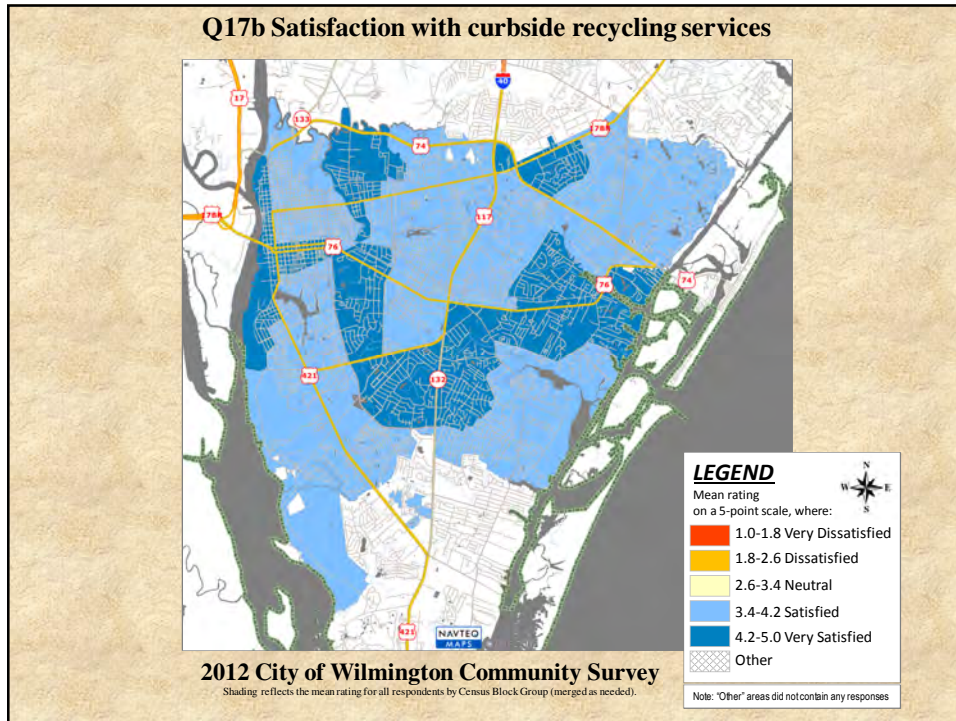 Q17b Satisfaction with curbside recycling services
40
17
133
74
17BR
17BR
117
76
76
74
421
132
421
NAVTEQ
MAPS
LEGEND
Mean rating
on a 5-point scale, where:
N
W E
S
1.0-1.8 Very Dissatisfied
1.8-2.6 Dissatisfied
2.6-3.4 Neutral
3.4-4.2 Satisfied
4.2-5.0 Very Satisfied
Other
Note: “Other” areas did not contain any responses
2012 City of Wilmington Community Survey
Shading reflects the mean rating for all respondents by Census Block Group (merged as needed).